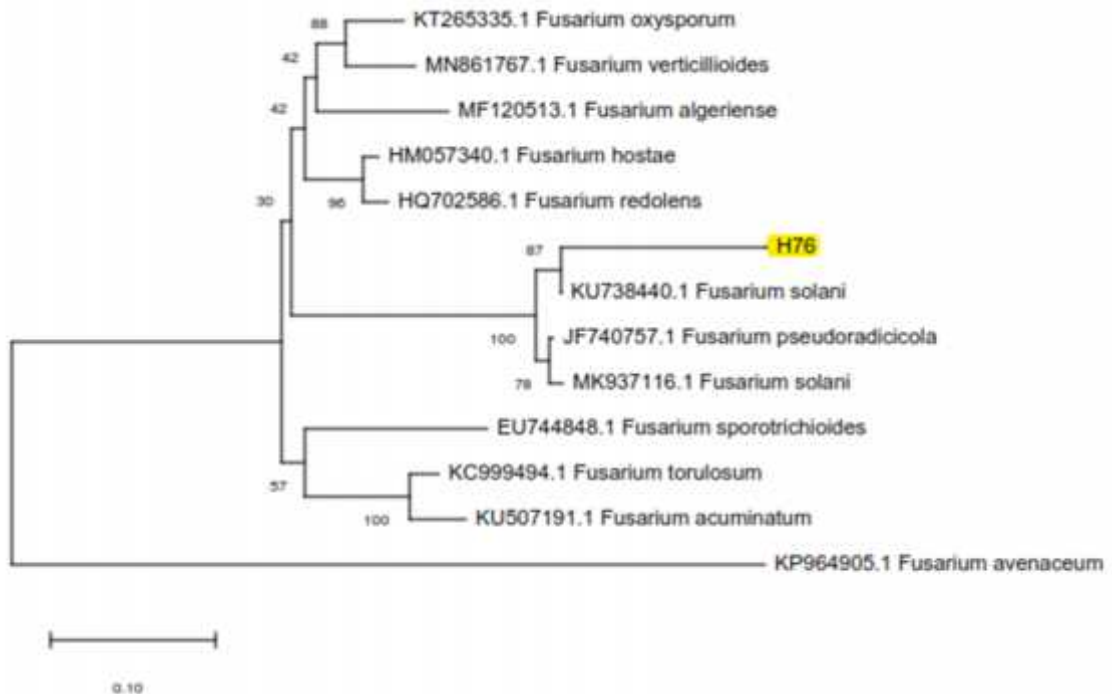 88
KT265335.1 Fusarium oxysporum
42
MN861767.1 Fusarium verticillioides
42
MF120513.1 Fusarium algeriense
HM057340.1 Fusarium hostae
30
96
HQ702586.1 Fusarium redolens
87
H76
KU738440.1 Fusarium solani
100
JF740757.1 Fusarium pseudoradicicola
78
MK937116.1 Fusarium solani
EU744848.1 Fusarium sporotrichioides
57
KC999494.1 Fusarium torulosum
100
KU507191.1 Fusarium acuminatum
KP964905.1 Fusarium avenaceum
0.10